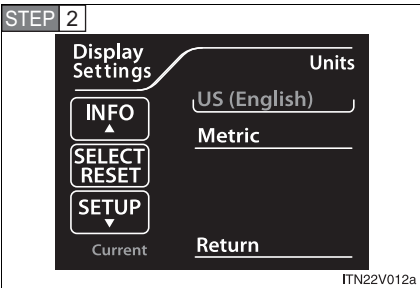 STEP 2
Display
Settings
Units
INFO
SELECT
RESET
SETUP
Current
US (English)
Metric
Return
ITN22V012a